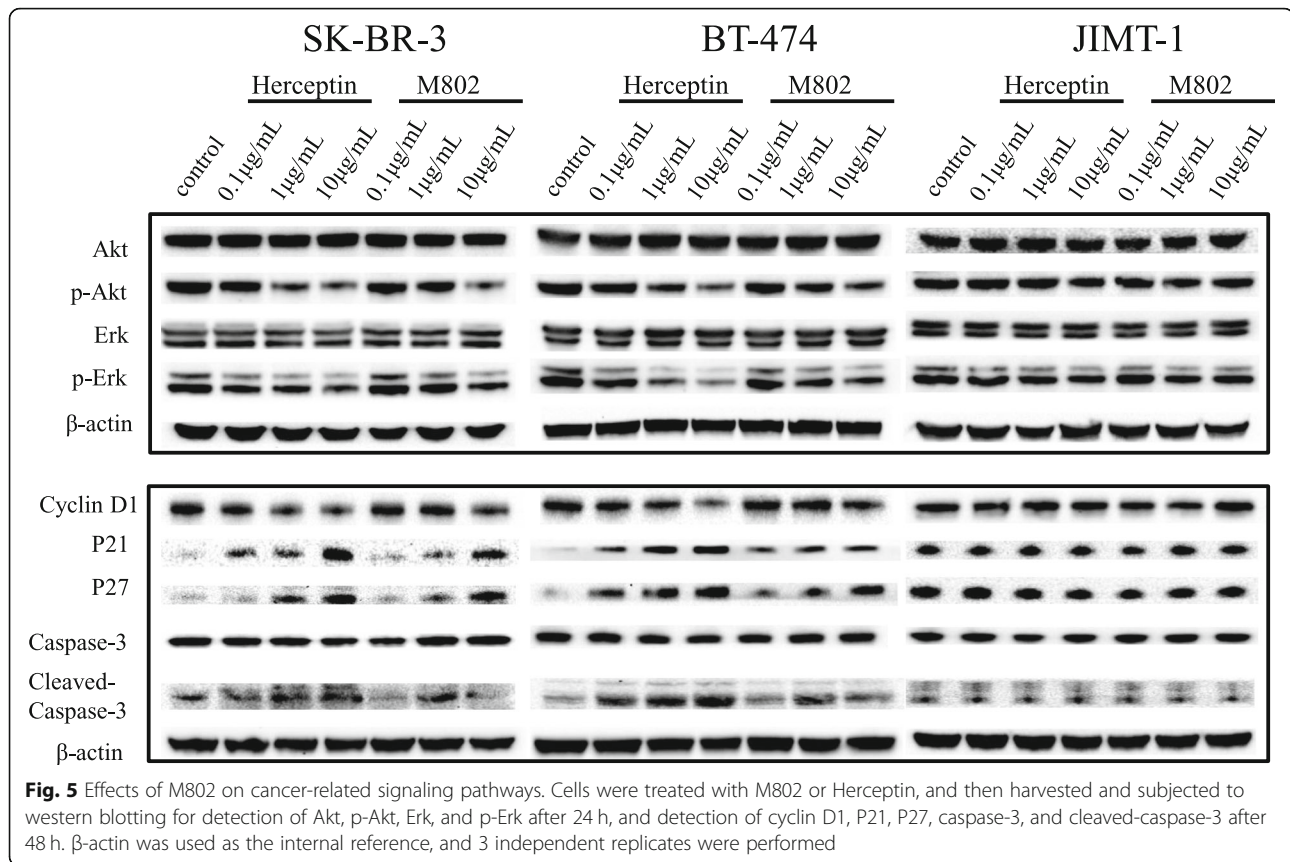 SK-BR-3 BT-474 JIMT-1
Herceptin M802 Herceptin M802 Herceptin M802
control 0.1μg/mL 1μg/mL 10μg/mL 0.1μg/mL 1μg/mL 10μg/mL control 0.1μg/mL 1μg/mL 10μg/mL 0.1μg/mL 1μg/mL 10μg/mL control 0.1μg/mL 1μg/mL 10μg/mL 0.1μg/mL 1μg/mL 10μg/mL
Akt
p-Akt
Erk
p-Erk
β-actin
Cyclin D1
P21
P27
Caspase-3
Cleaved-
Caspase-3
β-actin
Fig. 5 Effects of M802 on cancer-related signaling pathways. Cells were treated with M802 or Herceptin, and then harvested and subjected to
western blotting for detection of Akt, p-Akt, Erk, and p-Erk after 24 h, and detection of cyclin D1, P21, P27, caspase-3, and cleaved-caspase-3 after
48 h. β-actin was used as the internal reference, and 3 independent replicates were performed